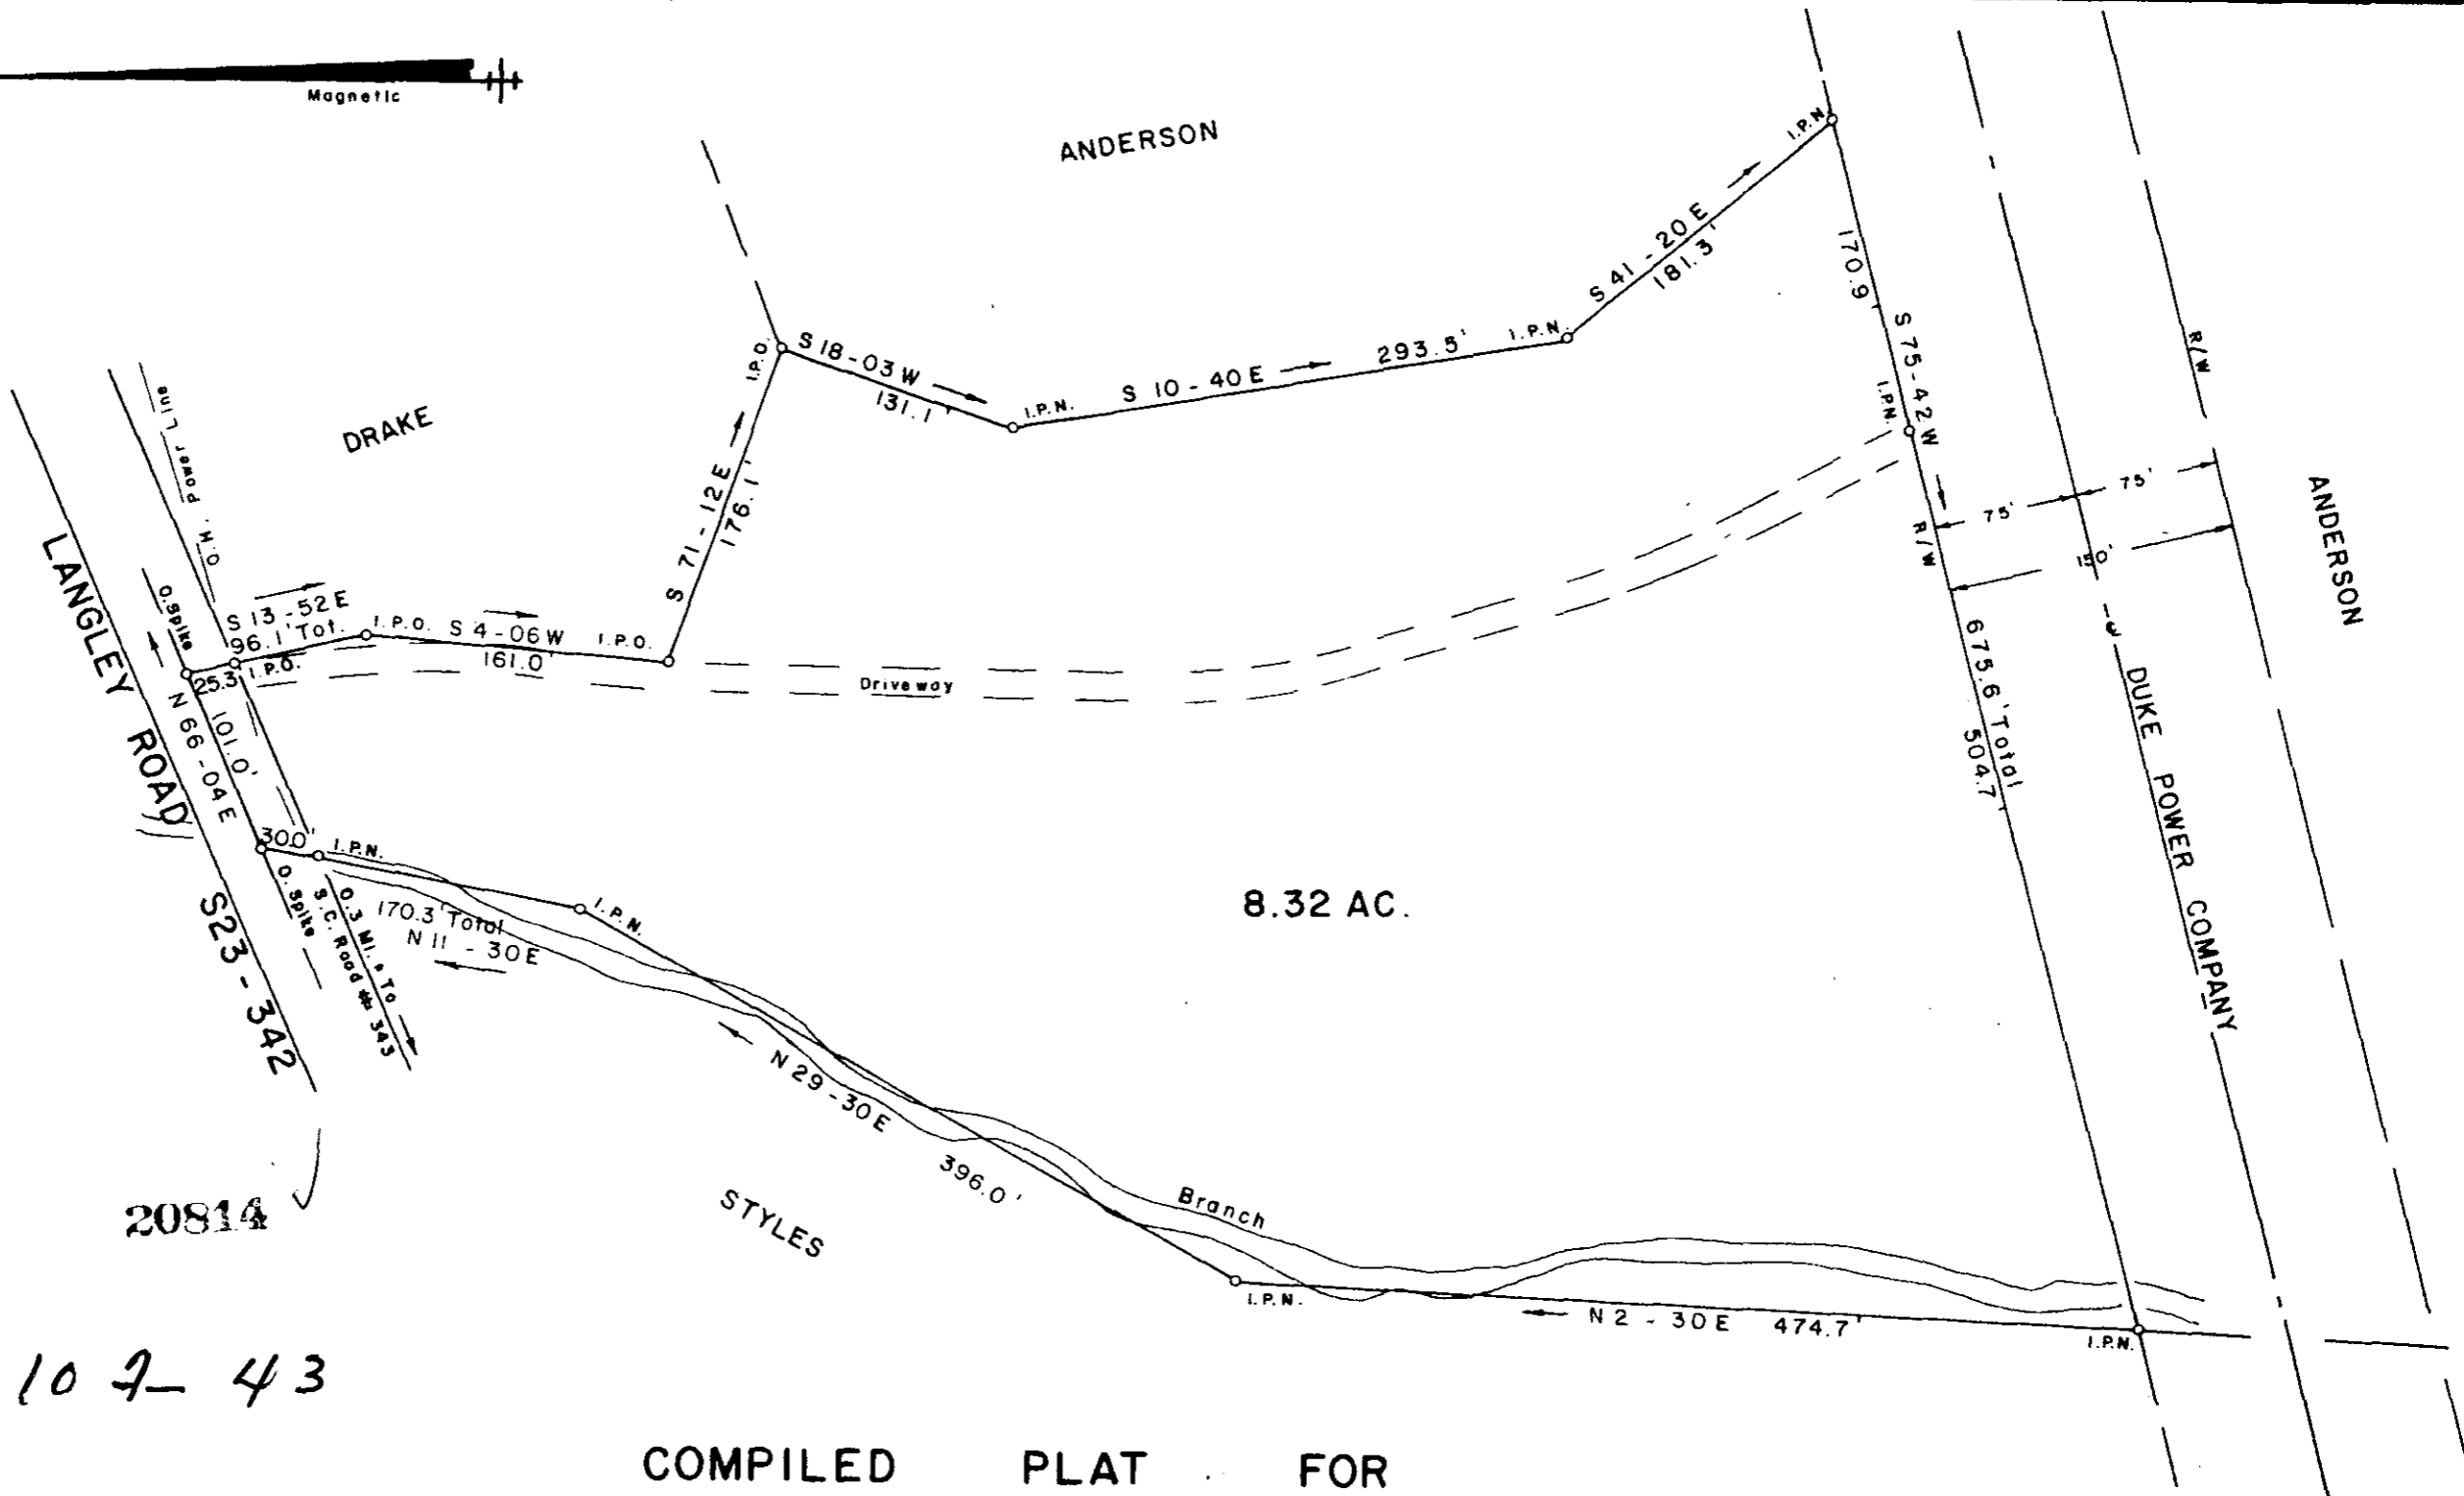 Magnetic
ANDERSON
I.P.N.
S 41-20 E
181.3'
170.9'
S 75-42 W
I.P.N.
R/W
R/W
75'
75'
150'
ANDERSON
I.P.O.
S 18-03 W
131.1'
I.P.N.
S 10-40 E
293.5'
I.P.N.
S 71-12 E
176.1'
DRAKE
O.H. Power Line
O. Spike
S 13-52 E
96.1' Tot.
I.P.O.
S 4-06 W
161.0'
I.P.O.
25.3'
I.P.O.
N 66-04 E
101.0'
Driveway
LANGLEY ROAD
S23-342
30.0'
I.P.N.
O. Spike
0.3 Mi. ± To
S.C. Road # 343
170.3' Total
N 11-30 E
I.P.N.
8.32 AC.
675.6' Total
504.7'
℄ DUKE POWER COMPANY
N 29-30 E
396.0'
STYLES
Branch
I.P.N.
N 2-30 E 474.7'
I.P.N.
20814
10 2-43
COMPILED PLAT FOR